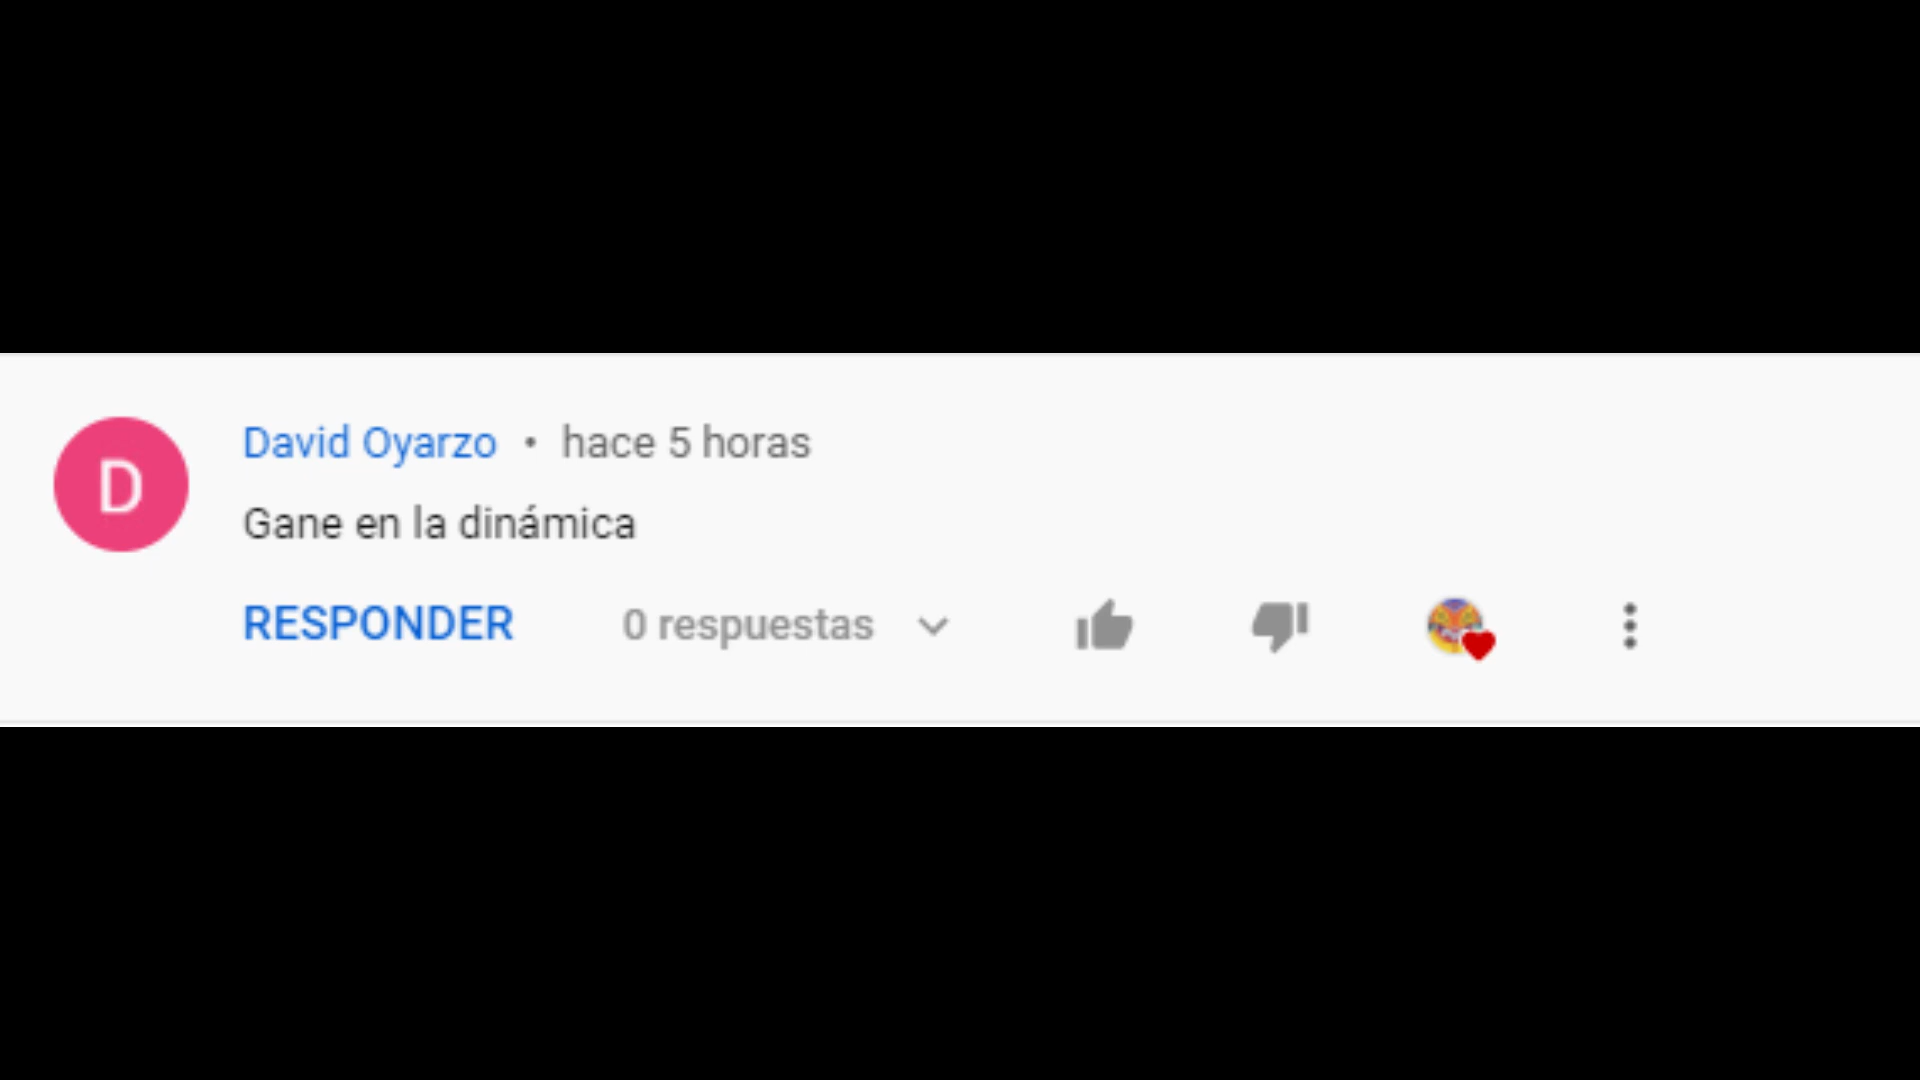 D
David Oyarzo • hace 5 horas
Gane en la dinámica
RESPONDER 0 respuestas